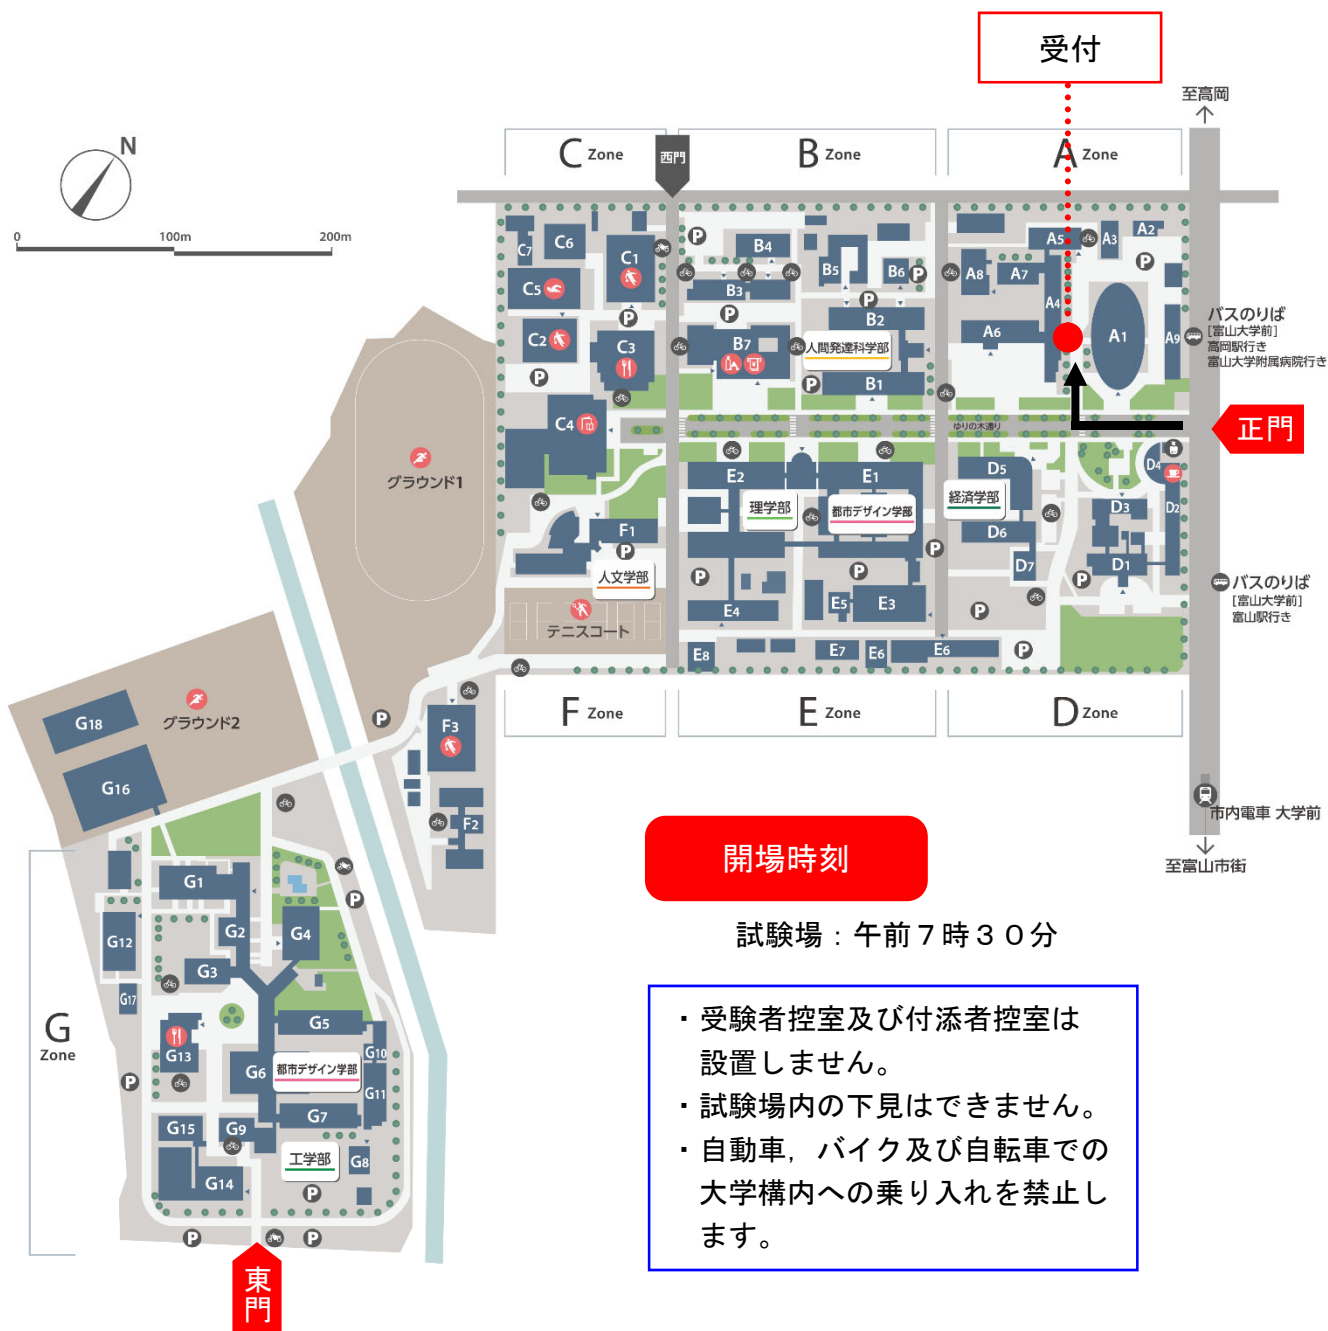 受付
至高岡
N
0 100m 200m
C Zone
西門
B Zone
A Zone
C7
C6
C1
C5
C2
C3
C4
P
B4
B3
B5
B6
B2
B7
B1
人間発達科学部
A5
A3
A2
A8
A7
A4
A6
A1
A9
バスのりば
[富山大学前]
高岡駅行き
富山大学附属病院行き
正門
ゆりの木通り
グラウンド1
E2
E1
理学部
都市デザイン学部
D5
経済学部
D4
D3
D2
D6
D7
D1
F1
人文学部
テニスコート
E4
E5
E3
E8
E7
E6
E6
バスのりば
[富山大学前]
富山駅行き
F Zone
E Zone
D Zone
グラウンド2
G18
G16
F3
F2
市内電車 大学前
至富山市街
G1
G2
G4
G12
G3
G17
G5
G13
G6
都市デザイン学部
G10
G11
G7
G15
G9
工学部
G8
G14
G
Zone
東門
開場時刻
試験場：午前７時３０分
・受験者控室及び付添者控室は
設置しません。
・試験場内の下見はできません。
・自動車，バイク及び自転車での
大学構内への乗り入れを禁止し
ます。